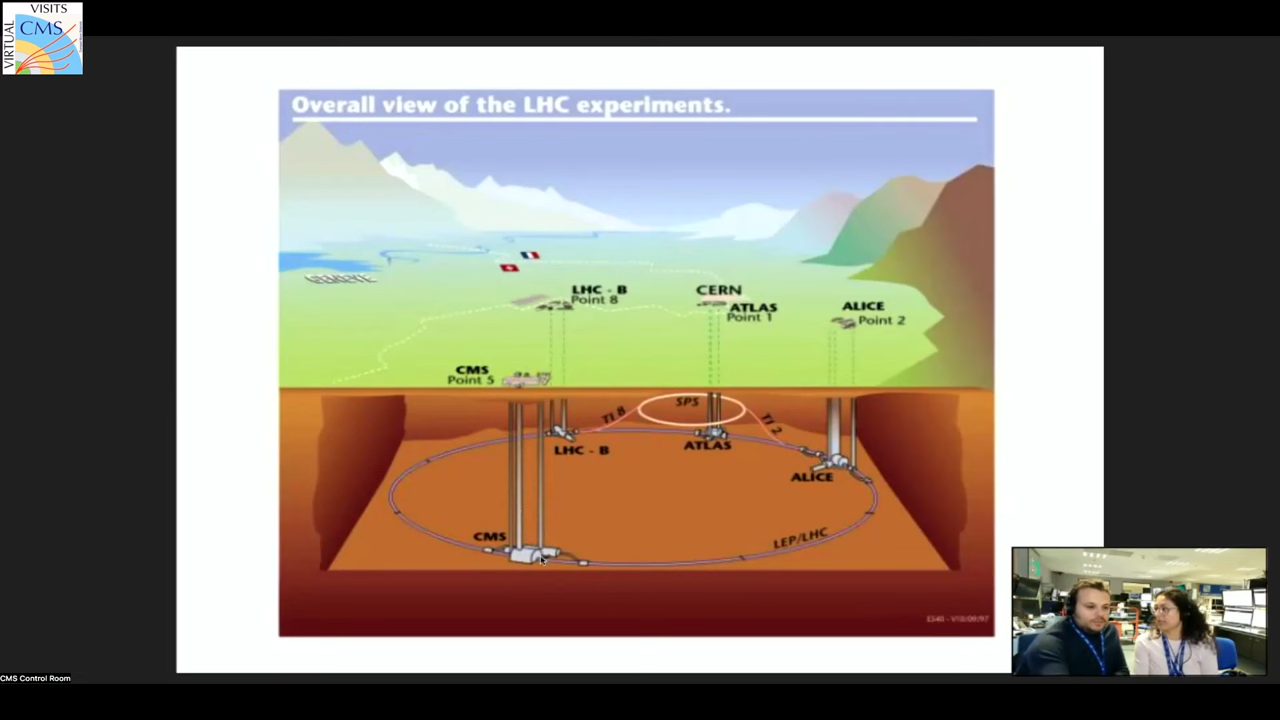 VISITS
VIRTUAL
CMS
Overall view of the LHC experiments.
GENEVE
LHC - B
Point 8
CERN
ATLAS
Point 1
ALICE
Point 2
CMS
Point 5
SPS
TI 8
TI 2
LHC - B
ATLAS
ALICE
CMS
LEP/LHC
CMS Control Room